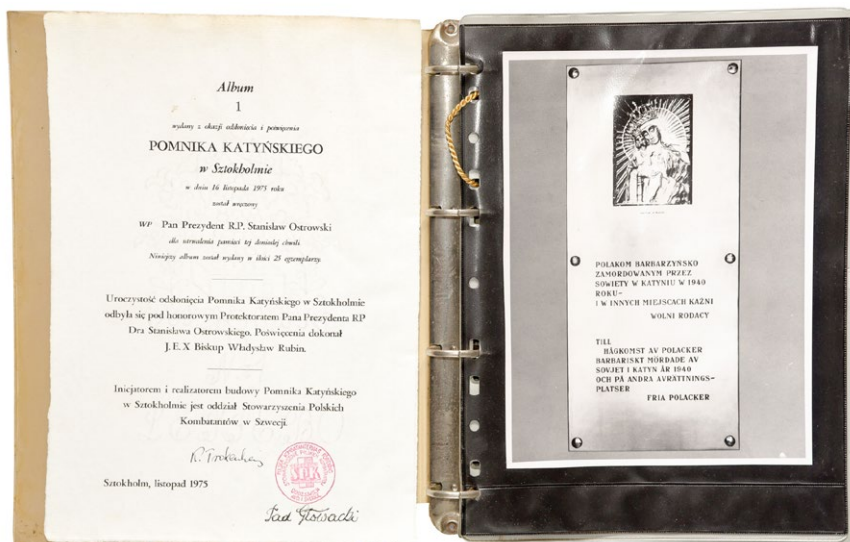 Album
1
wydany z okazji odsłonięcia i poświęcenia
POMNIKA KATYŃSKIEGO
w Sztokholmie
w dniu 16 listopada 1975 roku
został wręczony
WP Pan Prezydent R.P. Stanisław Ostrowski
dla utrwalenia pamięci tej doniosłej chwili.
Niniejszy album został wydany w ilości 25 egzemplarzy.
Uroczystość odsłonięcia Pomnika Katyńskiego w Sztokholmie
odbyła się pod honorowym Protektoratem Pana Prezydenta RP
Dra Stanisława Ostrowskiego. Poświęcenia dokonał
J.E.X Biskup Władysław Rubin.
Inicjatorem i realizatorem budowy Pomnika Katyńskiego
w Sztokholmie jest oddział Stowarzyszenia Polskich
Kombatantów w Szwecji.
Sztokholm, listopad 1975
SPK
Tad Głowacki
POLAKOM BARBARZYŃSKO
ZAMORDOWANYM PRZEZ
SOWIETY W KATYNIU W 1940
ROKU-
I W INNYCH MIEJSCACH KAŹNI
WOLNI RODACY
TILL
HÅGKOMST AV POLACKER
BARBARISKT MÖRDADE AV
SOVJET I KATYN ÅR 1940
OCH PÅ ANDRA AVRÄTTNINGS-
PLATSER
FRIA POLACKER